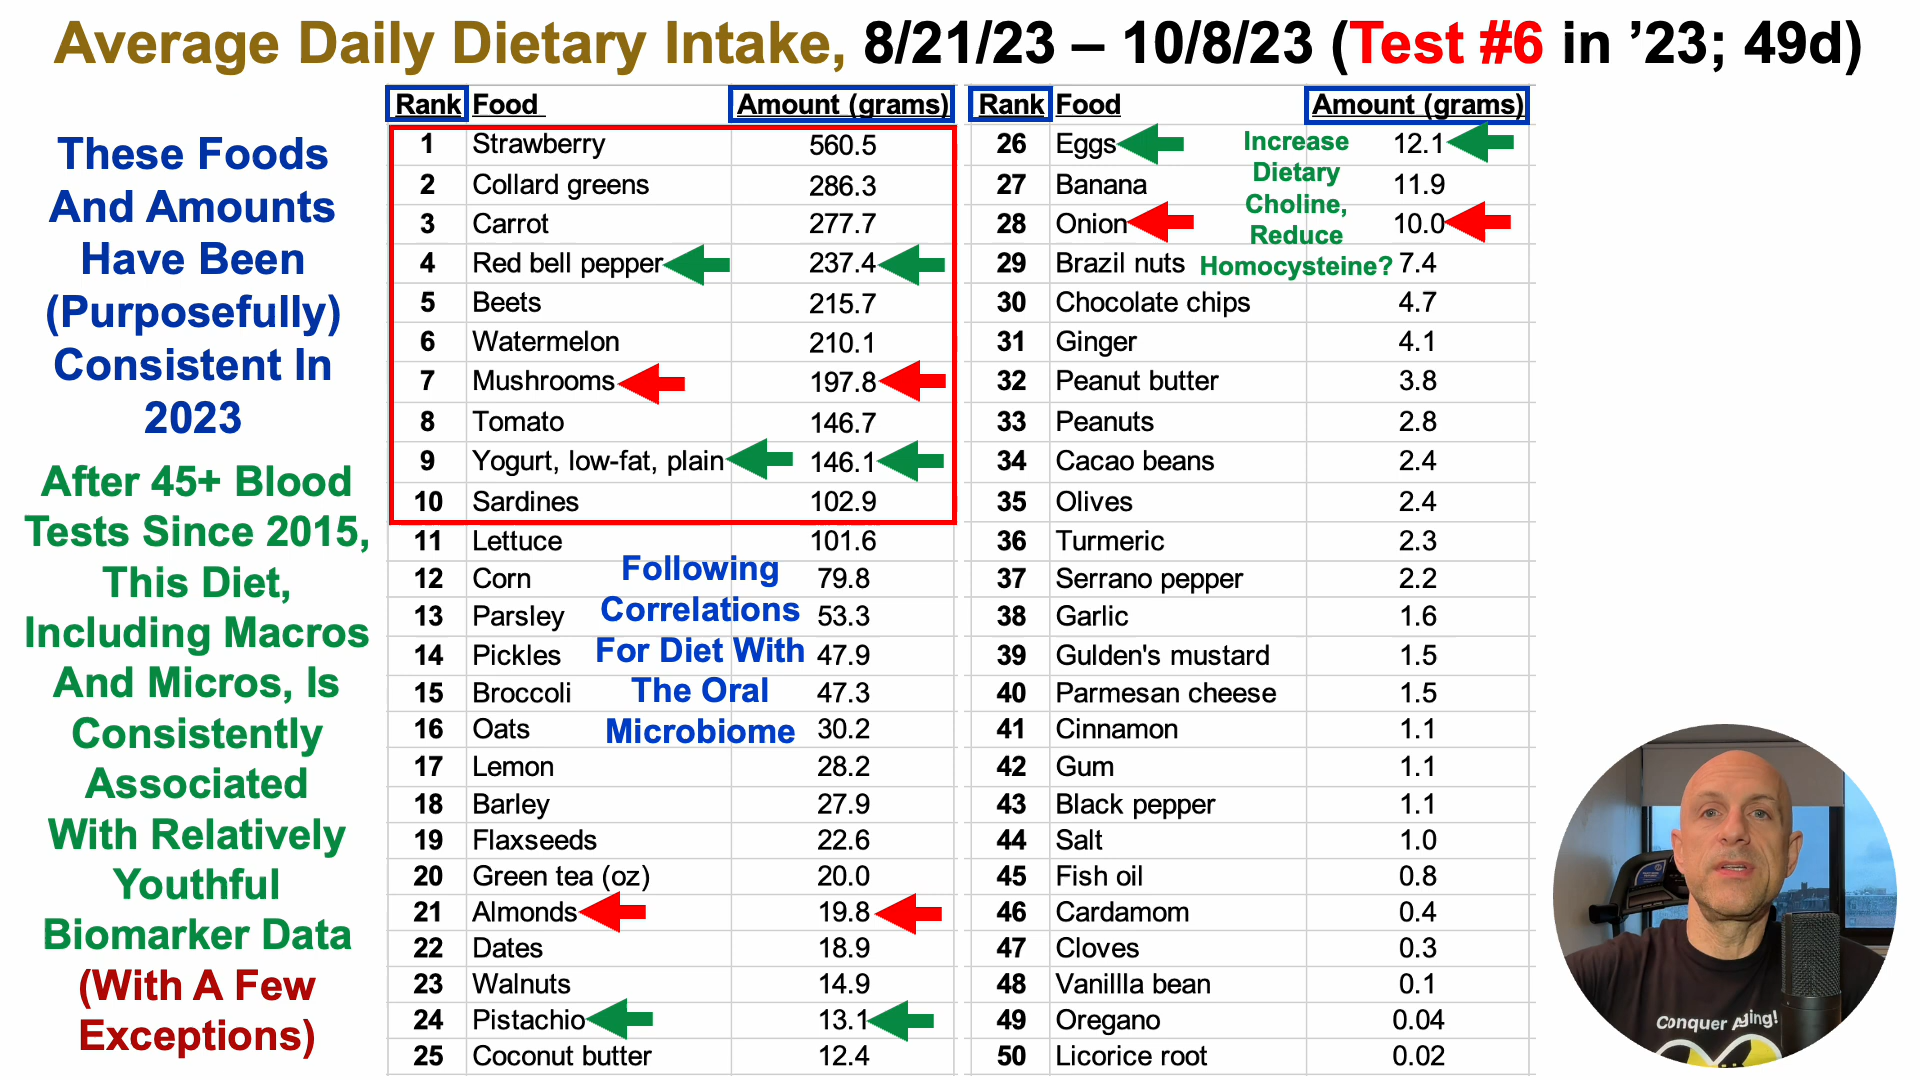 Average Daily Dietary Intake, 8/21/23 – 10/8/23 (Test #6 in ’23; 49d)
These Foods
And Amounts
Have Been
(Purposefully)
Consistent In
2023
After 45+ Blood
Tests Since 2015,
This Diet,
Including Macros
And Micros, Is
Consistently
Associated
With Relatively
Youthful
Biomarker Data
(With A Few
Exceptions)
Rank Food Amount (grams)
1 Strawberry 560.5
2 Collard greens 286.3
3 Carrot 277.7
4 Red bell pepper 237.4
5 Beets 215.7
6 Watermelon 210.1
7 Mushrooms 197.8
8 Tomato 146.7
9 Yogurt, low-fat, plain 146.1
10 Sardines 102.9
11 Lettuce 101.6
12 Corn 79.8
13 Parsley 53.3
14 Pickles 47.9
15 Broccoli 47.3
16 Oats 30.2
17 Lemon 28.2
18 Barley 27.9
19 Flaxseeds 22.6
20 Green tea (oz) 20.0
21 Almonds 19.8
22 Dates 18.9
23 Walnuts 14.9
24 Pistachio 13.1
25 Coconut butter 12.4
Following
Correlations
For Diet With
The Oral
Microbiome
Rank Food Amount (grams)
26 Eggs 12.1
27 Banana 11.9
28 Onion 10.0
29 Brazil nuts 7.4
30 Chocolate chips 4.7
31 Ginger 4.1
32 Peanut butter 3.8
33 Peanuts 2.8
34 Cacao beans 2.4
35 Olives 2.4
36 Turmeric 2.3
37 Serrano pepper 2.2
38 Garlic 1.6
39 Gulden's mustard 1.5
40 Parmesan cheese 1.5
41 Cinnamon 1.1
42 Gum 1.1
43 Black pepper 1.1
44 Salt 1.0
45 Fish oil 0.8
46 Cardamom 0.4
47 Cloves 0.3
48 Vanillla bean 0.1
49 Oregano 0.04
50 Licorice root 0.02
Increase
Dietary
Choline,
Reduce
Homocysteine?
Conquer Aging!